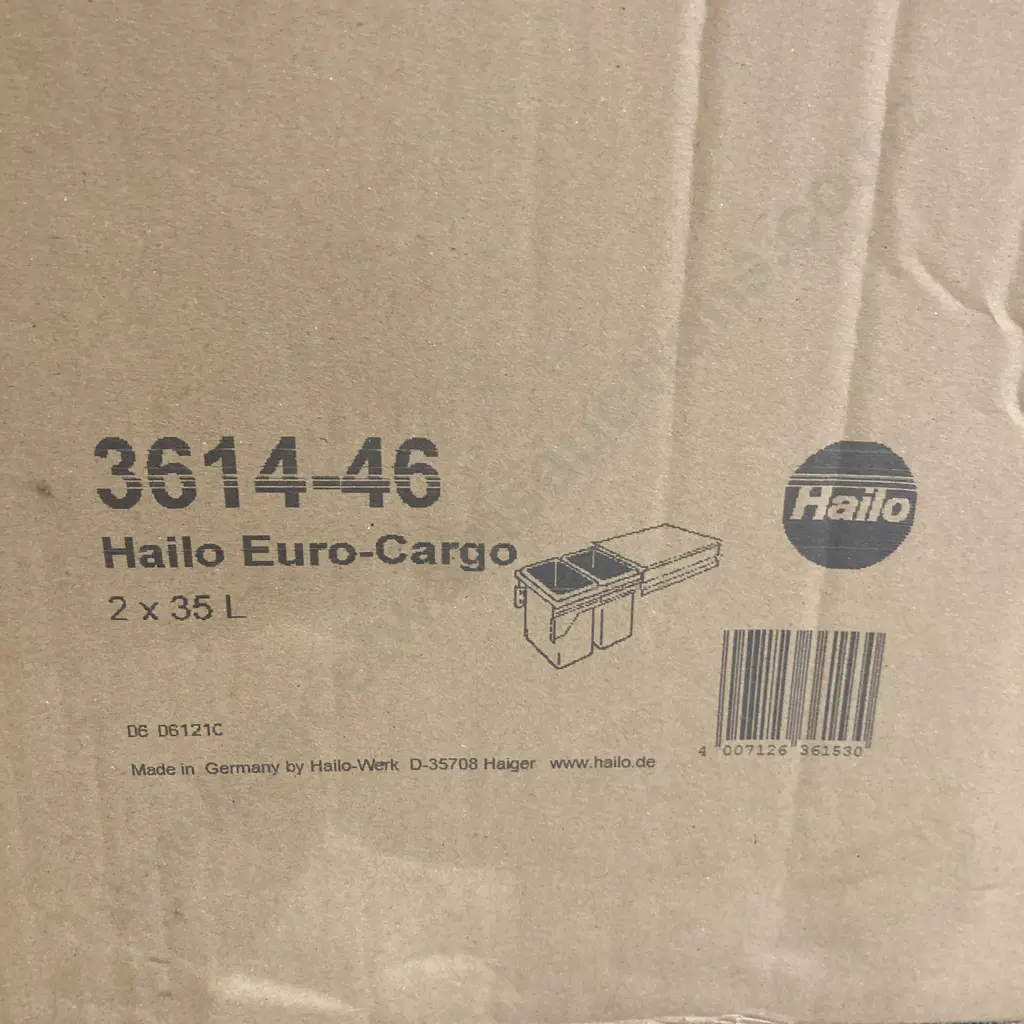 3614-46
Hailo Euro-Cargo
2 x 35 L
Hailo
D6 D6121C
4 007126 361530
Made in Germany by Hailo-Werk D-35708 Haiger www.hailo.de